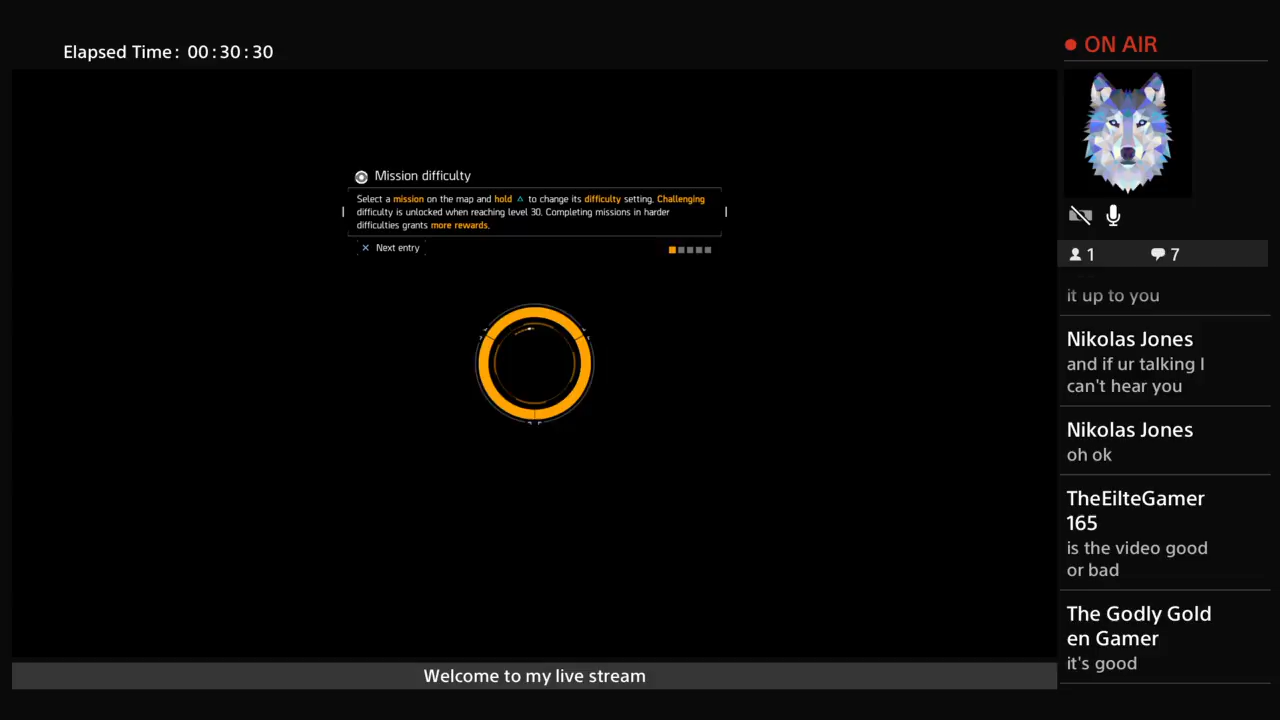 Elapsed Time: 00:30:30
ON AIR
Mission difficulty
Select a mission on the map and hold △ to change its difficulty setting. Challenging
difficulty is unlocked when reaching level 30. Completing missions in harder
difficulties grants more rewards.
✕ Next entry
1 7
it up to you
Nikolas Jones
and if ur talking I
can't hear you
Nikolas Jones
oh ok
TheEilteGamer
165
is the video good
or bad
The Godly Gold
en Gamer
it's good
Welcome to my live stream